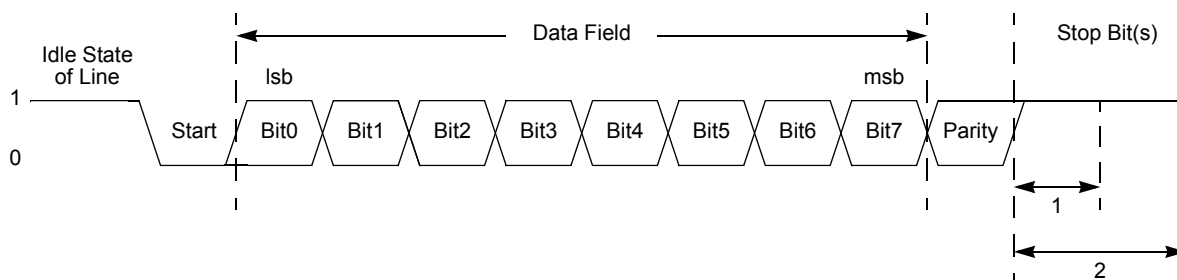 Data Field
Stop Bit(s)
Idle State
of Line
lsb
msb
1
Start
Bit0
Bit1
Bit2
Bit3
Bit4
Bit5
Bit6
Bit7
Parity
0
1
2